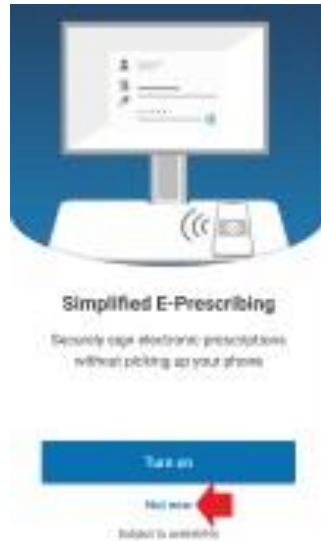 Simplified E-Prescribing
Securely sign electronic prescriptions
without picking up your phone
Turn on
Not now
Subject to availability